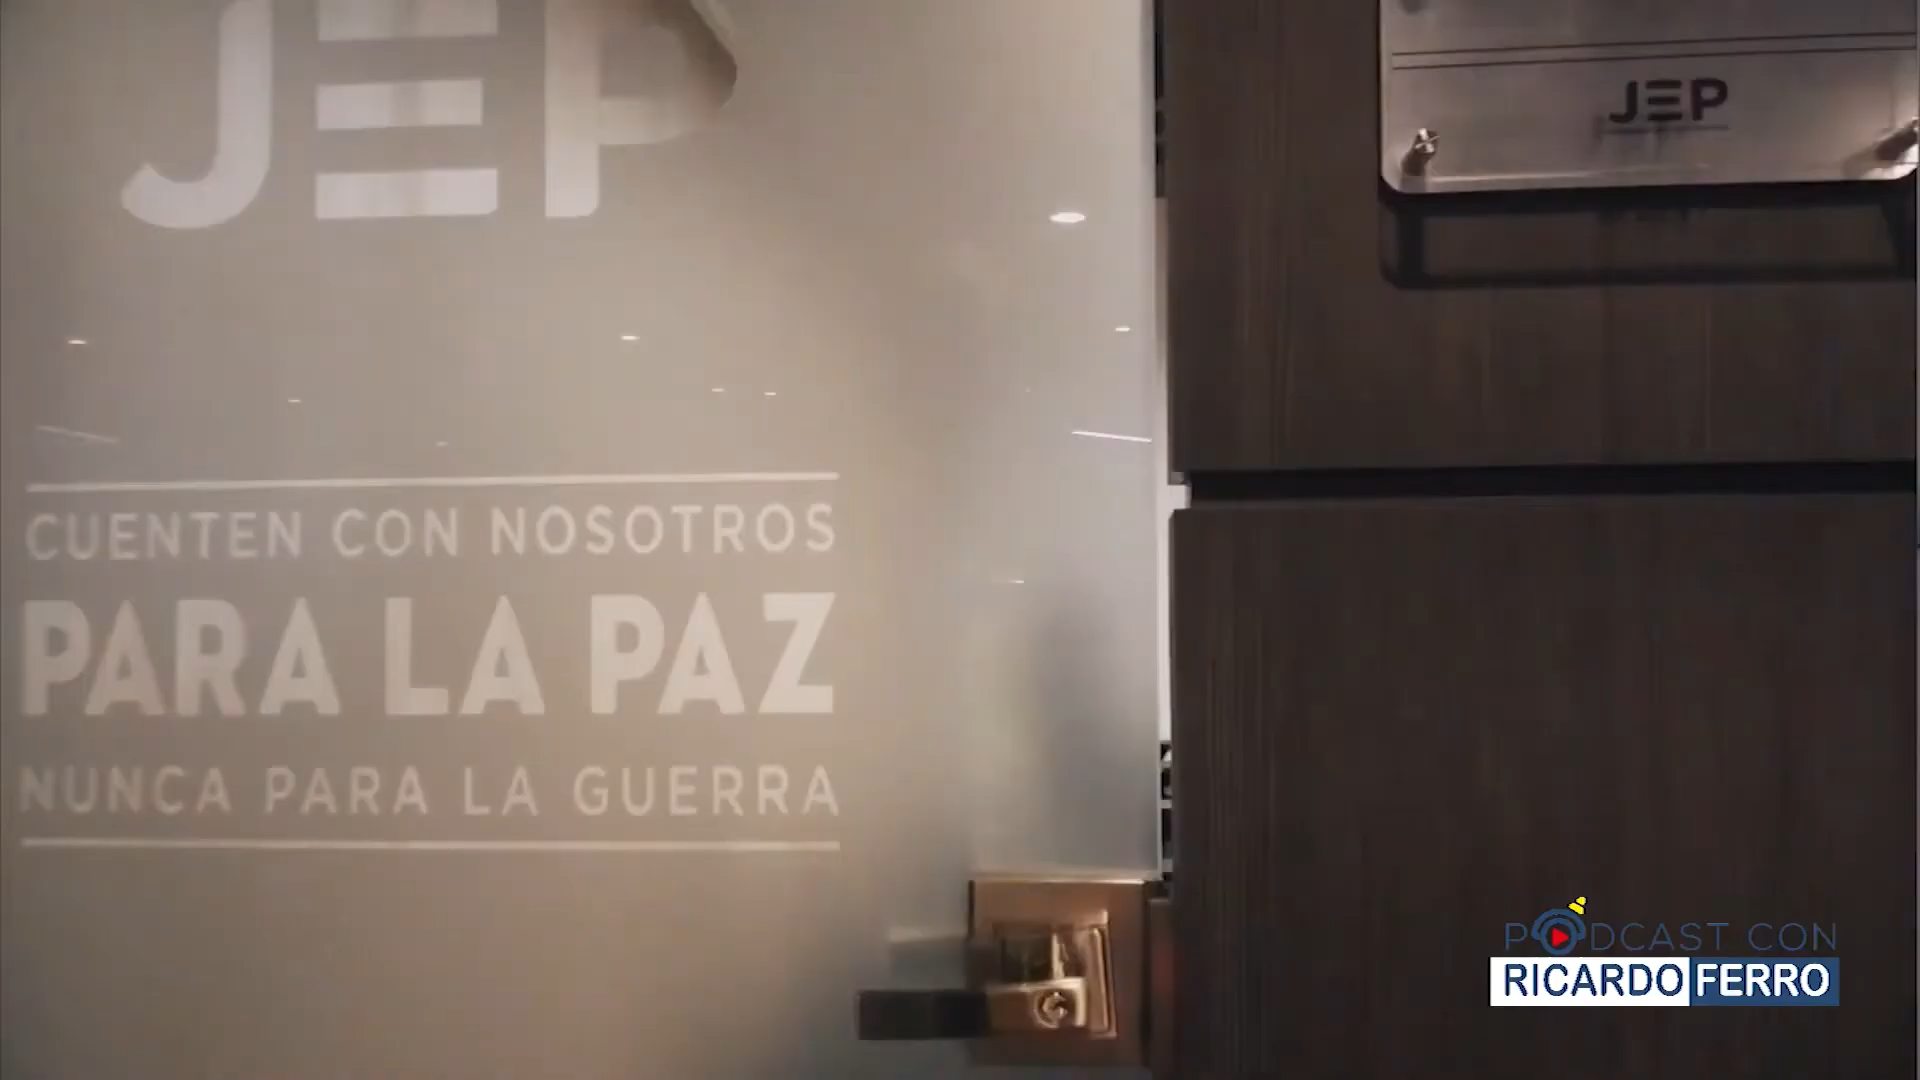 JEP
JEP
CUENTEN CON NOSOTROS
PARA LA PAZ
NUNCA PARA LA GUERRA
PODCAST CON
RICARDO FERRO